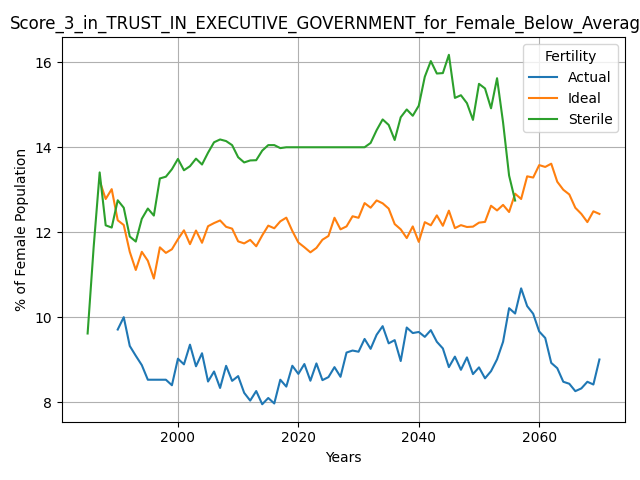 Score_3_in_TRUST_IN_EXECUTIVE_GOVERNMENT_for_Female_Below_Averag
% of Female Population
16
14
12
10
8
2000 2020 2040 2060
Years
Fertility
Actual
Ideal
Sterile